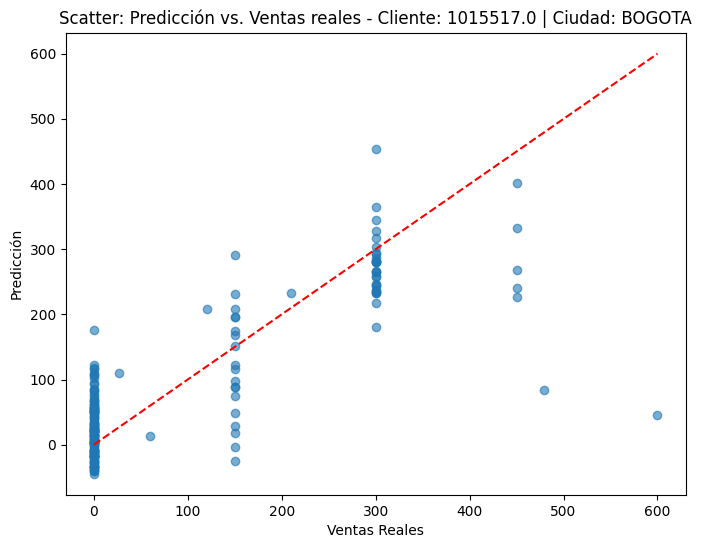 Scatter: Predicción vs. Ventas reales - Cliente: 1015517.0 | Ciudad: BOGOTA
600
500
400
300
200
100
0
Predicción
0 100 200 300 400 500 600
Ventas Reales